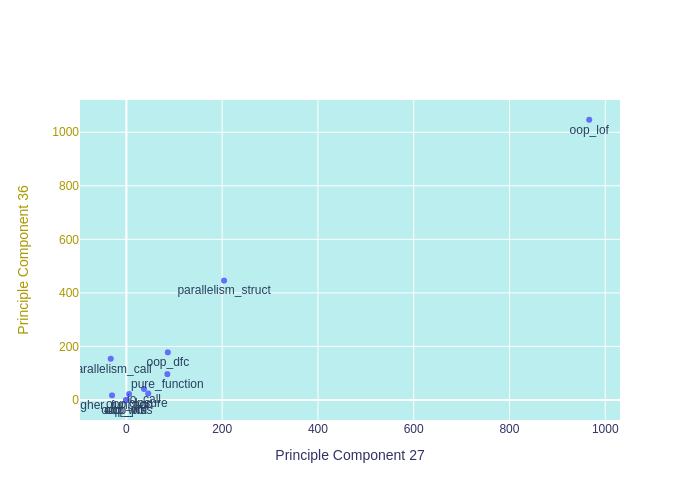 Principle Component 36
1000
800
600
400
200
0
oop_lof
parallelism_struct
oop_dfc
arallelism_call
pure_function
0
200
400
600
800
1000
Principle Component 27